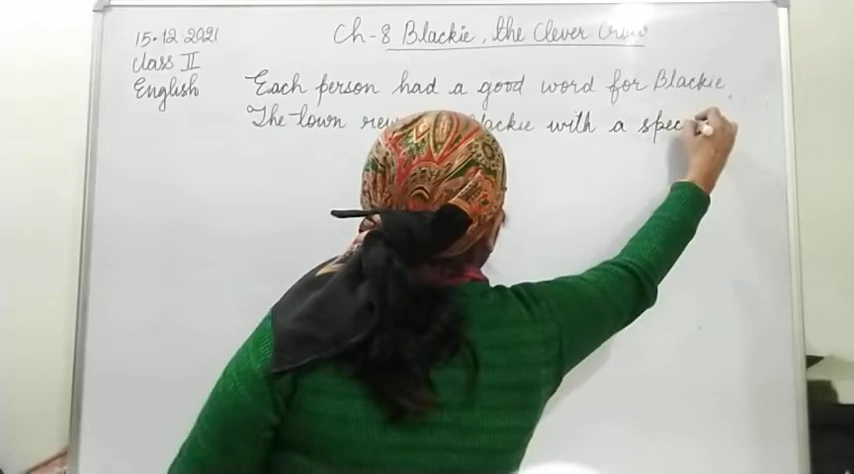 15.12.2021
Class II
English
Ch-8 Blackie, the Clever Crow
Each person had a good word for Blackie.
The town with a